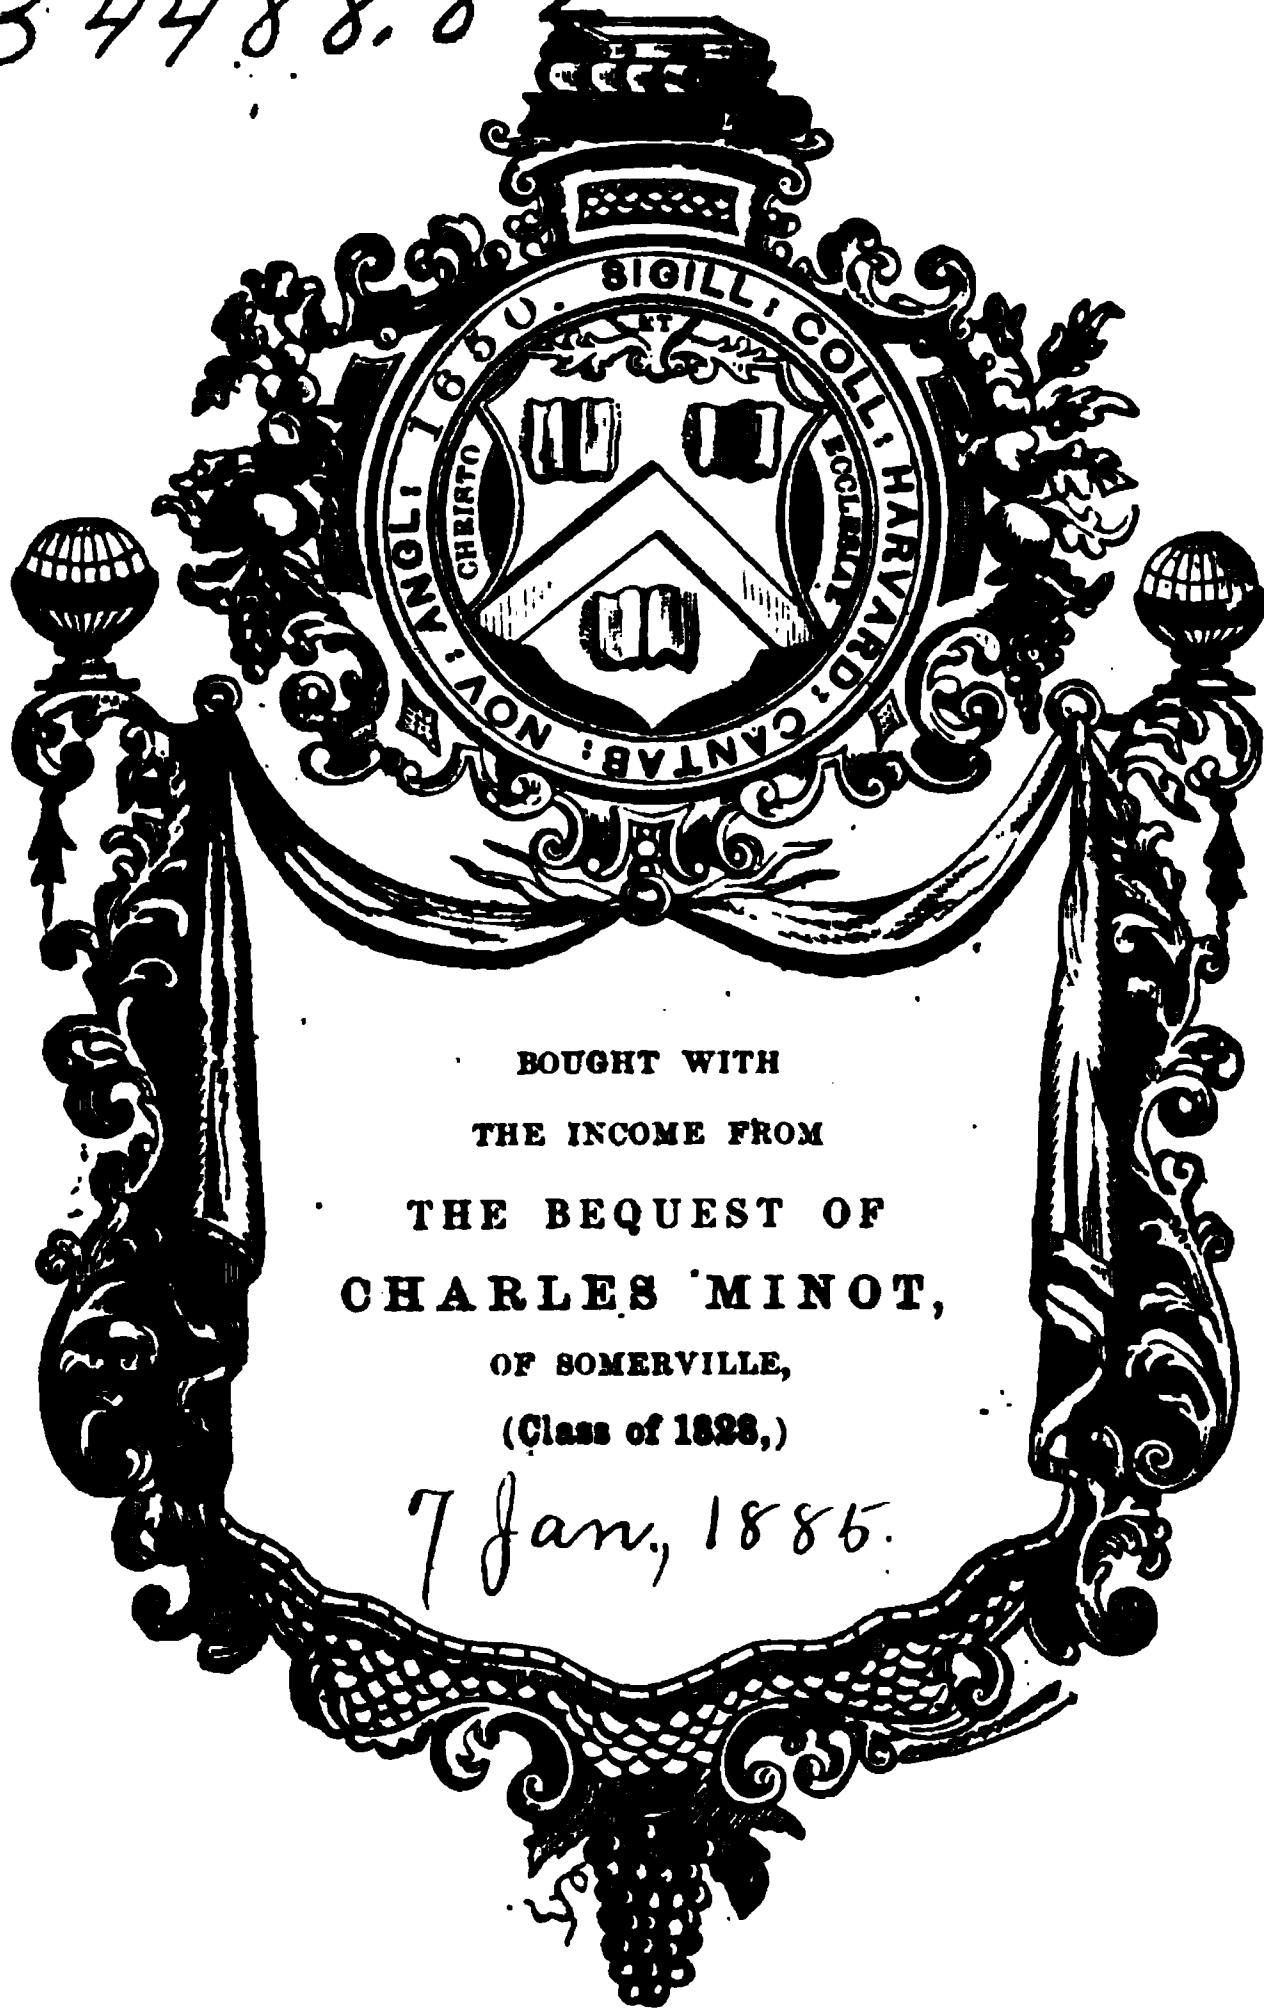 34488.8
SIGILL: COLL: HARVARD: CANTAB: NOV: ANGL: 1650.
CHRISTO
ET
ECCLESIAE
BOUGHT WITH
THE INCOME FROM
THE BEQUEST OF
CHARLES MINOT,
OF SOMERVILLE,
(Class of 1828,)
7 Jan., 1885.